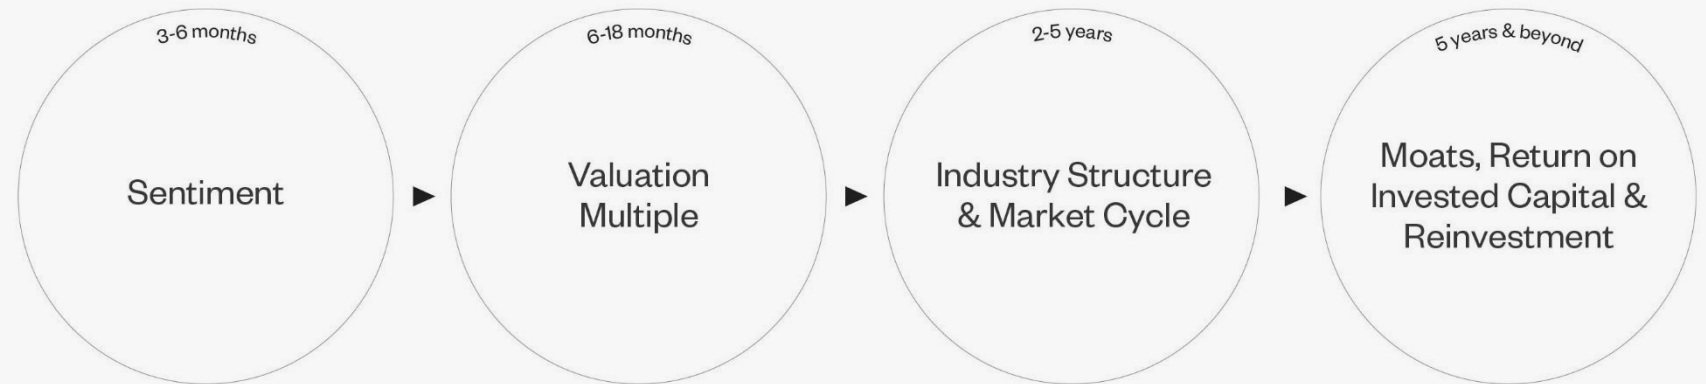 3-6 months
Sentiment
6-18 months
Valuation
Multiple
2-5 years
Industry Structure
& Market Cycle
5 years & beyond
Moats, Return on
Invested Capital &
Reinvestment